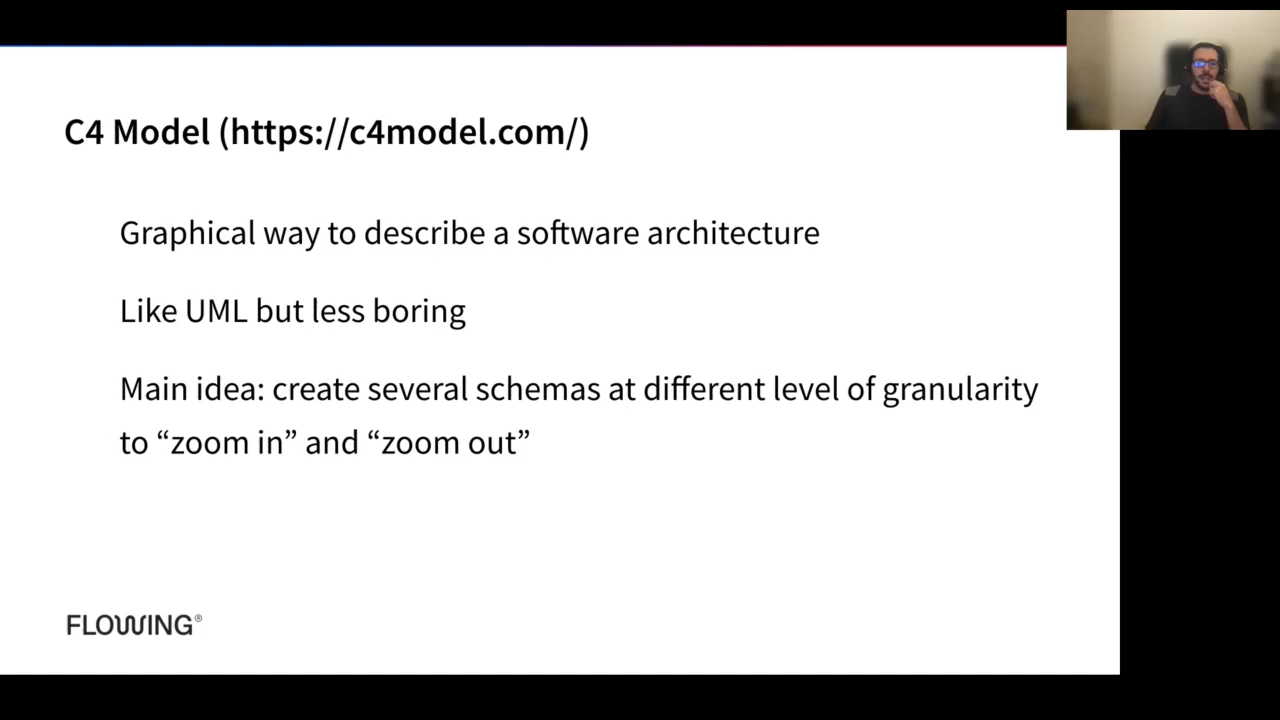 C4 Model (https://c4model.com/)
Graphical way to describe a software architecture
Like UML but less boring
Main idea: create several schemas at different level of granularity
to “zoom in” and “zoom out”
FLOWING®